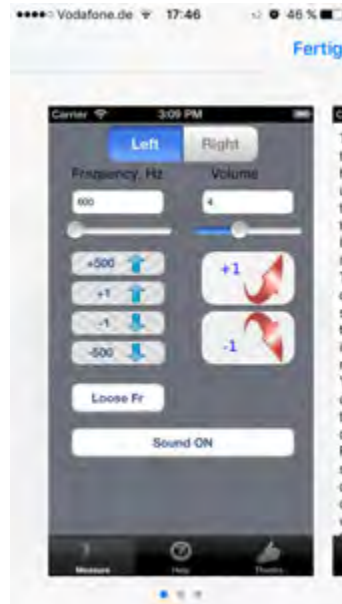 Vodafone.de 17:46 46 %
Fertig
Carrier 3:09 PM
Left Right
Frequency, Hz Volume
600 4
+500
+1 +1
-1
-500 -1
Loose Fr
Sound ON
Measure Help Thanks